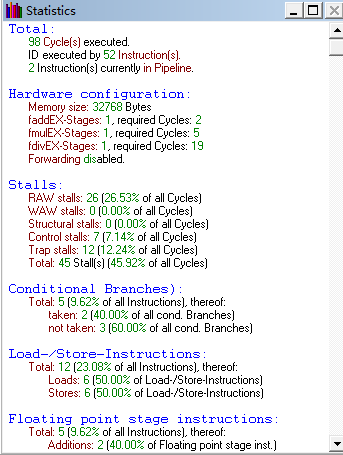 Statistics
Total:
98 Cycle(s) executed.
ID executed by 52 Instruction(s).
2 Instruction(s) currently in Pipeline.
Hardware configuration:
Memory size: 32768 Bytes
faddEX-Stages: 1, required Cycles: 2
fmulEX-Stages: 1, required Cycles: 5
fdivEX-Stages: 1, required Cycles: 19
Forwarding disabled.
Stalls:
RAW stalls: 26 (26.53% of all Cycles)
WAW stalls: 0 (0.00% of all Cycles)
Structural stalls: 0 (0.00% of all Cycles)
Control stalls: 7 (7.14% of all Cycles)
Trap stalls: 12 (12.24% of all Cycles)
Total: 45 Stall(s) (45.92% of all Cycles)
Conditional Branches):
Total: 5 (9.62% of all Instructions), thereof:
taken: 2 (40.00% of all cond. Branches)
not taken: 3 (60.00% of all cond. Branches)
Load-/Store-Instructions:
Total: 12 (23.08% of all Instructions), thereof:
Loads: 6 (50.00% of Load-/Store-Instructions)
Stores: 6 (50.00% of Load-/Store-Instructions)
Floating point stage instructions:
Total: 5 (9.62% of all Instructions), thereof:
Additions: 2 (40.00% of Floating point stage inst.)